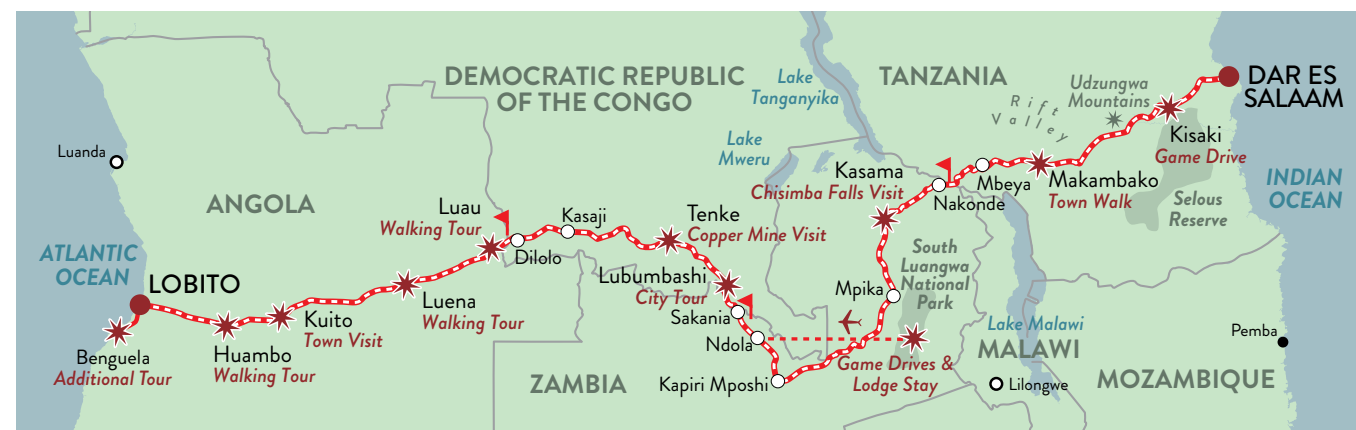 DEMOCRATIC REPUBLIC
OF THE CONGO
Lake
Tanganyika
TANZANIA
Udzungwa
Mountains
Rift
Valley
DAR ES
SALAAM
Kisaki
Game Drive
Luanda
Lake
Mweru
Kasama
Chisimba Falls Visit
Mbeya
Nakonde
Makambako
Town Walk
Selous
Reserve
INDIAN
OCEAN
ANGOLA
Luau
Walking Tour
Kasaji
Dilolo
Tenke
Copper Mine Visit
ATLANTIC
OCEAN
LOBITO
Lubumbashi
City Tour
Sakania
Ndola
South
Luangwa
National
Park
Mpika
Luena
Walking Tour
Kuito
Town Visit
Huambo
Walking Tour
Benguela
Additional Tour
ZAMBIA
Kapiri Mposhi
Game Drives &
Lodge Stay
Lake Malawi
MALAWI
Lilongwe
Pemba
MOZAMBIQUE